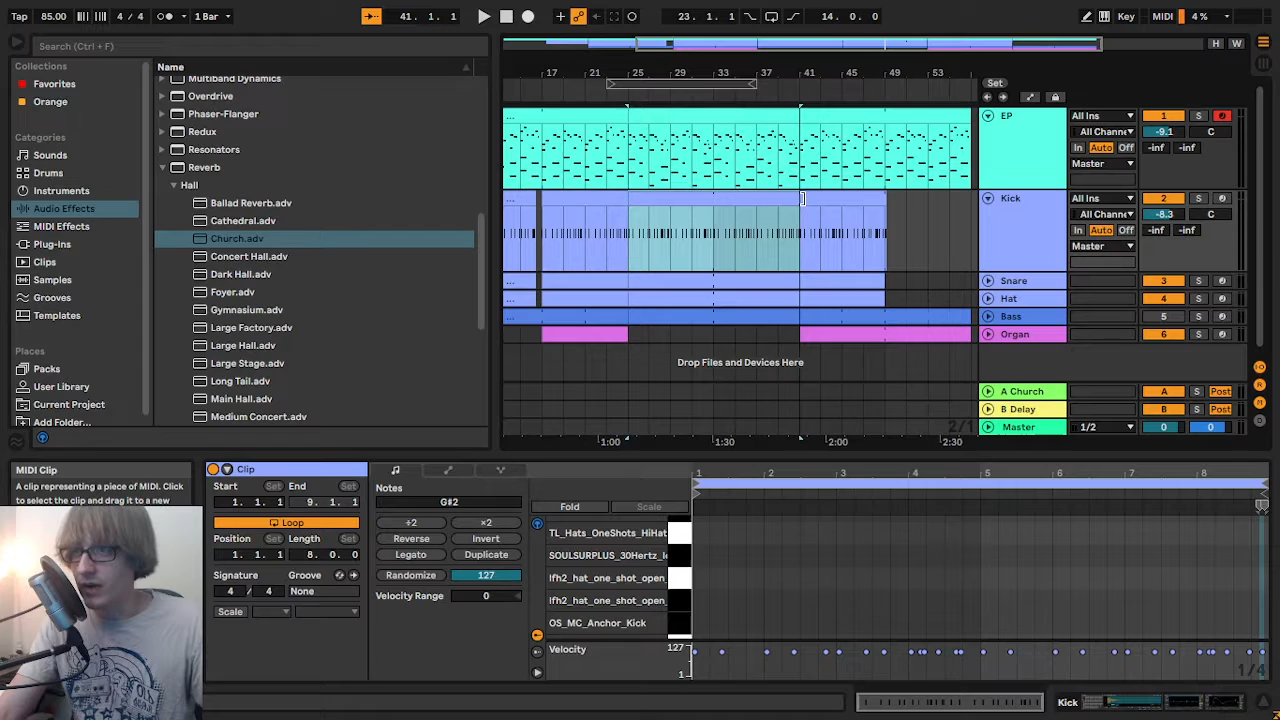 Tap 85.00 4 / 4 1 Bar 41. 1. 1 23. 1. 1 14. 0. 0 Key MIDI 4 %
Search (Ctrl + F)
H W
Collections
Favorites
Orange
Categories
Sounds
Drums
Instruments
Audio Effects
MIDI Effects
Plug-Ins
Clips
Samples
Grooves
Templates
Places
Packs
User Library
Current Project
Add Folder...
Name
Multiband Dynamics
Overdrive
Phaser-Flanger
Redux
Resonators
Reverb
Hall
Ballad Reverb.adv
Cathedral.adv
Church.adv
Concert Hall.adv
Dark Hall.adv
Foyer.adv
Gymnasium.adv
Large Factory.adv
Large Hall.adv
Large Stage.adv
Long Tail.adv
Main Hall.adv
Medium Concert.adv
17 21 25 29 33 37 41 45 49 53
Set
...
...
...
...
...
Drop Files and Devices Here
2/1
1:00 1:30 2:00 2:30
EP All Ins 1 S
All Channe -9.1 C
In Auto Off -inf -inf
Master
Kick All Ins 2 S
All Channe -8.3 C
In Auto Off -inf -inf
Master
Snare 3 S
Hat 4 S
Bass 5 S
Organ 6 S
A Church A S Post
B Delay B S Post
Master 1/2 0 0
MIDI Clip
A clip representing a piece of MIDI. Click
to select the clip and drag it to a new
Clip
Start Set End Set
1. 1. 1 9. 1. 1
Loop
Position Set Length Set
1. 1. 1 8. 0. 0
Signature Groove
4 / 4 None
Scale
Notes
G#2
÷2 ×2
Reverse Invert
Legato Duplicate
Randomize 127
Velocity Range 0
1 2 3 4 5 6 7 8
Fold Scale
TL_Hats_OneShots_HiHat
SOULSURPLUS_30Hertz_lo
lfh2_hat_one_shot_open_
lfh2_hat_one_shot_open_
OS_MC_Anchor_Kick
Velocity 127
1
1/4
Kick